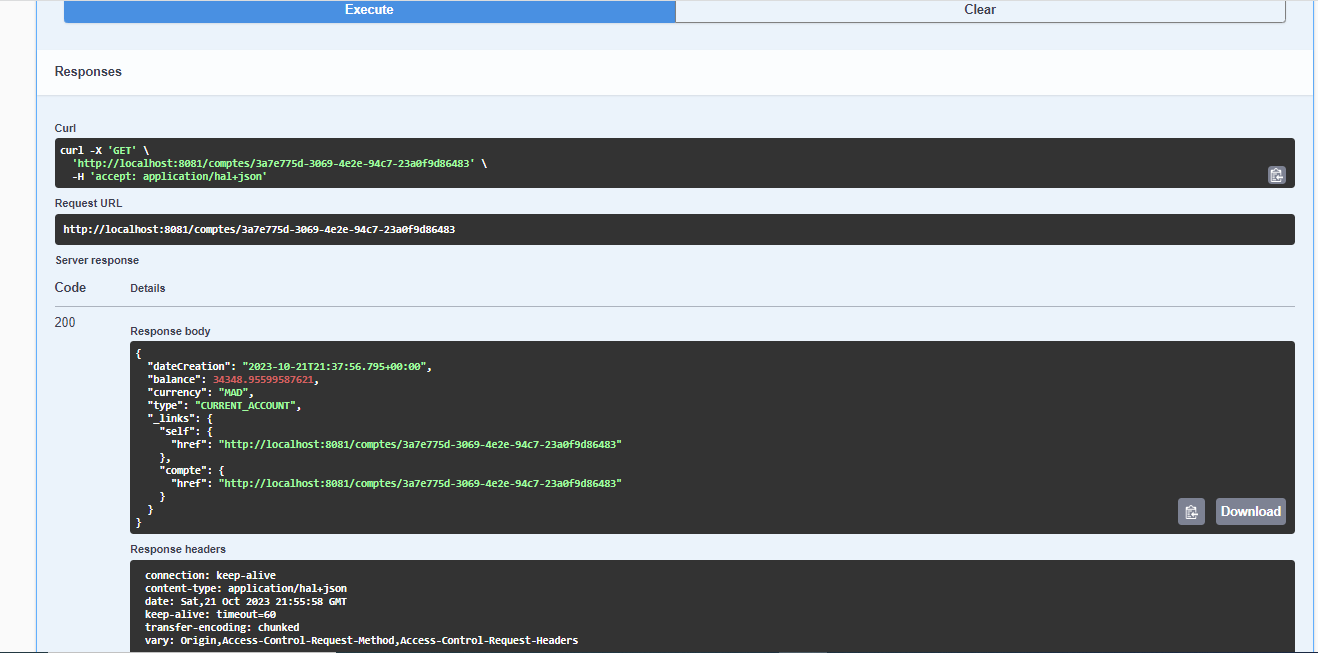 Execute
Clear
Responses
Curl
curl -X 'GET' \
  'http://localhost:8081/comptes/3a7e775d-3069-4e2e-94c7-23a0f9d86483' \
  -H 'accept: application/hal+json'
Request URL
http://localhost:8081/comptes/3a7e775d-3069-4e2e-94c7-23a0f9d86483
Server response
Code Details
200
Response body
{
  "dateCreation": "2023-10-21T21:37:56.795+00:00",
  "balance": 34348.95599587621,
  "currency": "MAD",
  "type": "CURRENT_ACCOUNT",
  "_links": {
    "self": {
      "href": "http://localhost:8081/comptes/3a7e775d-3069-4e2e-94c7-23a0f9d86483"
    },
    "compte": {
      "href": "http://localhost:8081/comptes/3a7e775d-3069-4e2e-94c7-23a0f9d86483"
    }
  }
}
Download
Response headers
connection: keep-alive
content-type: application/hal+json
date: Sat,21 Oct 2023 21:55:58 GMT
keep-alive: timeout=60
transfer-encoding: chunked
vary: Origin,Access-Control-Request-Method,Access-Control-Request-Headers